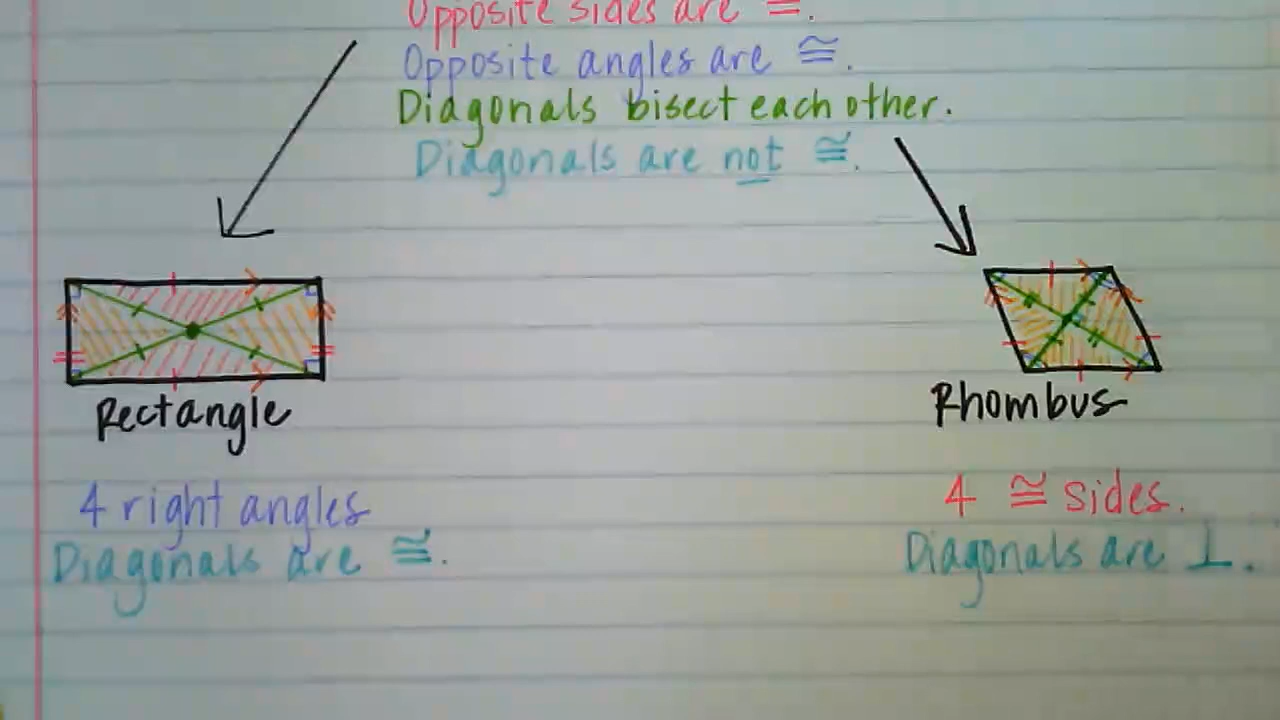 Opposite sides are ≅.
Opposite angles are ≅.
Diagonals bisect each other.
Diagonals are not ≅.
Rectangle
Rhombus
4 right angles
Diagonals are ≅.
4 ≅ sides.
Diagonals are ⊥.